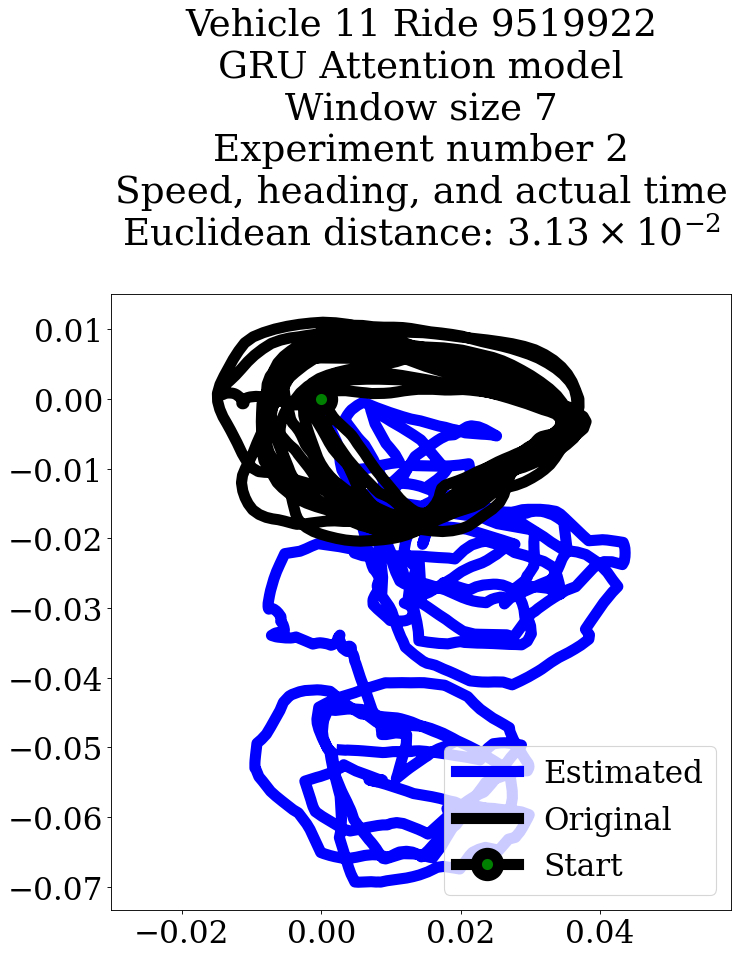 Vehicle 11 Ride 9519922
GRU Attention model
Window size 7
Experiment number 2
Speed, heading, and actual time
Euclidean distance: 3.13 × 10⁻²
0.01
0.00
−0.01
−0.02
−0.03
−0.04
−0.05
−0.06
−0.07
Estimated
Original
Start
−0.02 0.00 0.02 0.04